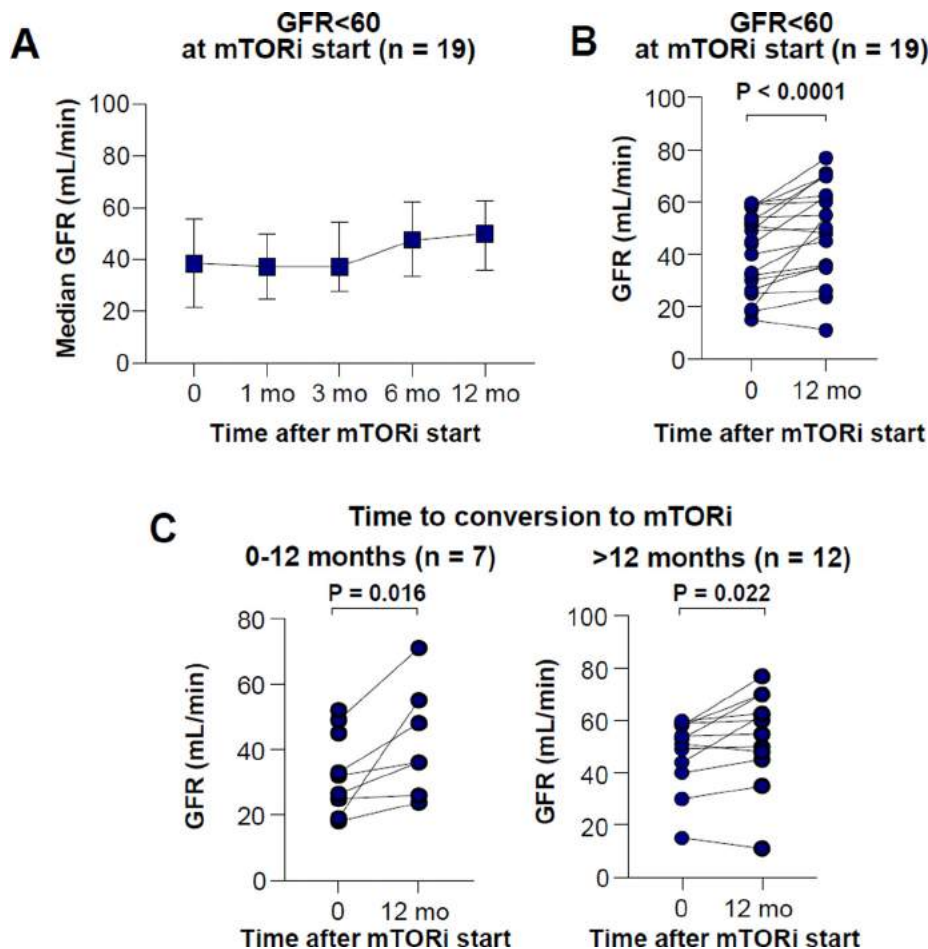 A
GFR<60
at mTORi start (n = 19)
Median GFR (mL/min)
100
80
60
40
20
0
0 1 mo 3 mo 6 mo 12 mo
Time after mTORi start
B
GFR<60
at mTORi start (n = 19)
P < 0.0001
GFR (mL/min)
100
80
60
40
20
0
0 12 mo
Time after mTORi start
C
Time to conversion to mTORi
0-12 months (n = 7)
P = 0.016
GFR (mL/min)
80
60
40
20
0
0 12 mo
Time after mTORi start
>12 months (n = 12)
P = 0.022
GFR (mL/min)
100
80
60
40
20
0
0 12 mo
Time after mTORi start